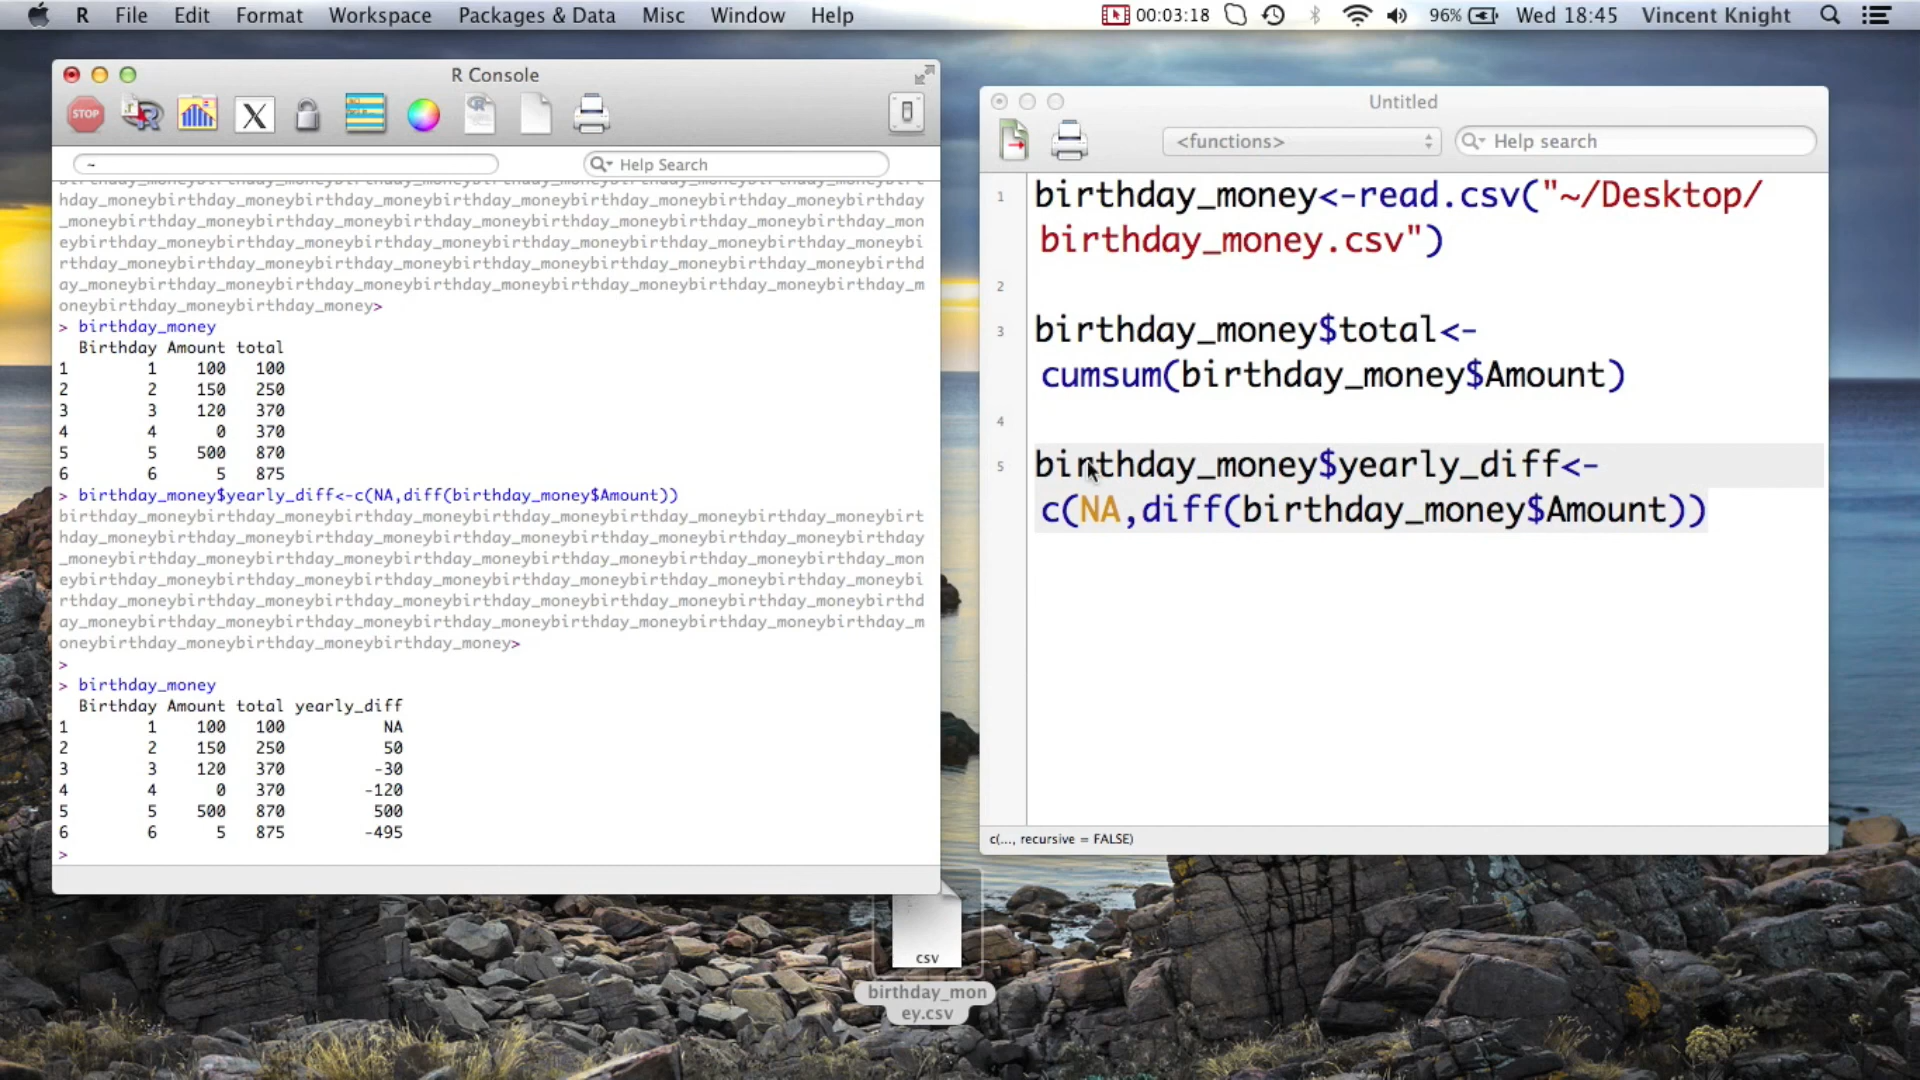 R File Edit Format Workspace Packages & Data Misc Window Help 00:03:18 96% Wed 18:45 Vincent Knight
R Console
STOP
X
~ Help Search
hday_moneybirthday_moneybirthday_moneybirthday_moneybirthday_moneybirthday_moneybirthday
_moneybirthday_moneybirthday_moneybirthday_moneybirthday_moneybirthday_moneybirthday_mon
eybirthday_moneybirthday_moneybirthday_moneybirthday_moneybirthday_moneybirthday_moneybi
rthday_moneybirthday_moneybirthday_moneybirthday_moneybirthday_moneybirthday_moneybirthd
ay_moneybirthday_moneybirthday_moneybirthday_moneybirthday_moneybirthday_moneybirthday_m
oneybirthday_moneybirthday_money>
> birthday_money
Birthday Amount total
1 1 100 100
2 2 150 250
3 3 120 370
4 4 0 370
5 5 500 870
6 6 5 875
> birthday_money$yearly_diff<-c(NA,diff(birthday_money$Amount))
birthday_moneybirthday_moneybirthday_moneybirthday_moneybirthday_moneybirthday_moneybirt
hday_moneybirthday_moneybirthday_moneybirthday_moneybirthday_moneybirthday_moneybirthday
_moneybirthday_moneybirthday_moneybirthday_moneybirthday_moneybirthday_moneybirthday_mon
eybirthday_moneybirthday_moneybirthday_moneybirthday_moneybirthday_moneybirthday_moneybi
rthday_moneybirthday_moneybirthday_moneybirthday_moneybirthday_moneybirthday_moneybirthd
ay_moneybirthday_moneybirthday_moneybirthday_moneybirthday_moneybirthday_moneybirthday_m
oneybirthday_moneybirthday_moneybirthday_money>
>
> birthday_money
Birthday Amount total yearly_diff
1 1 100 100 NA
2 2 150 250 50
3 3 120 370 -30
4 4 0 370 -120
5 5 500 870 500
6 6 5 875 -495
>
Untitled
<functions> Help search
1 birthday_money<-read.csv("~/Desktop/
birthday_money.csv")
2
3 birthday_money$total<-
cumsum(birthday_money$Amount)
4
5 birthday_money$yearly_diff<-
c(NA,diff(birthday_money$Amount))
c(..., recursive = FALSE)
csv
birthday_mon
ey.csv